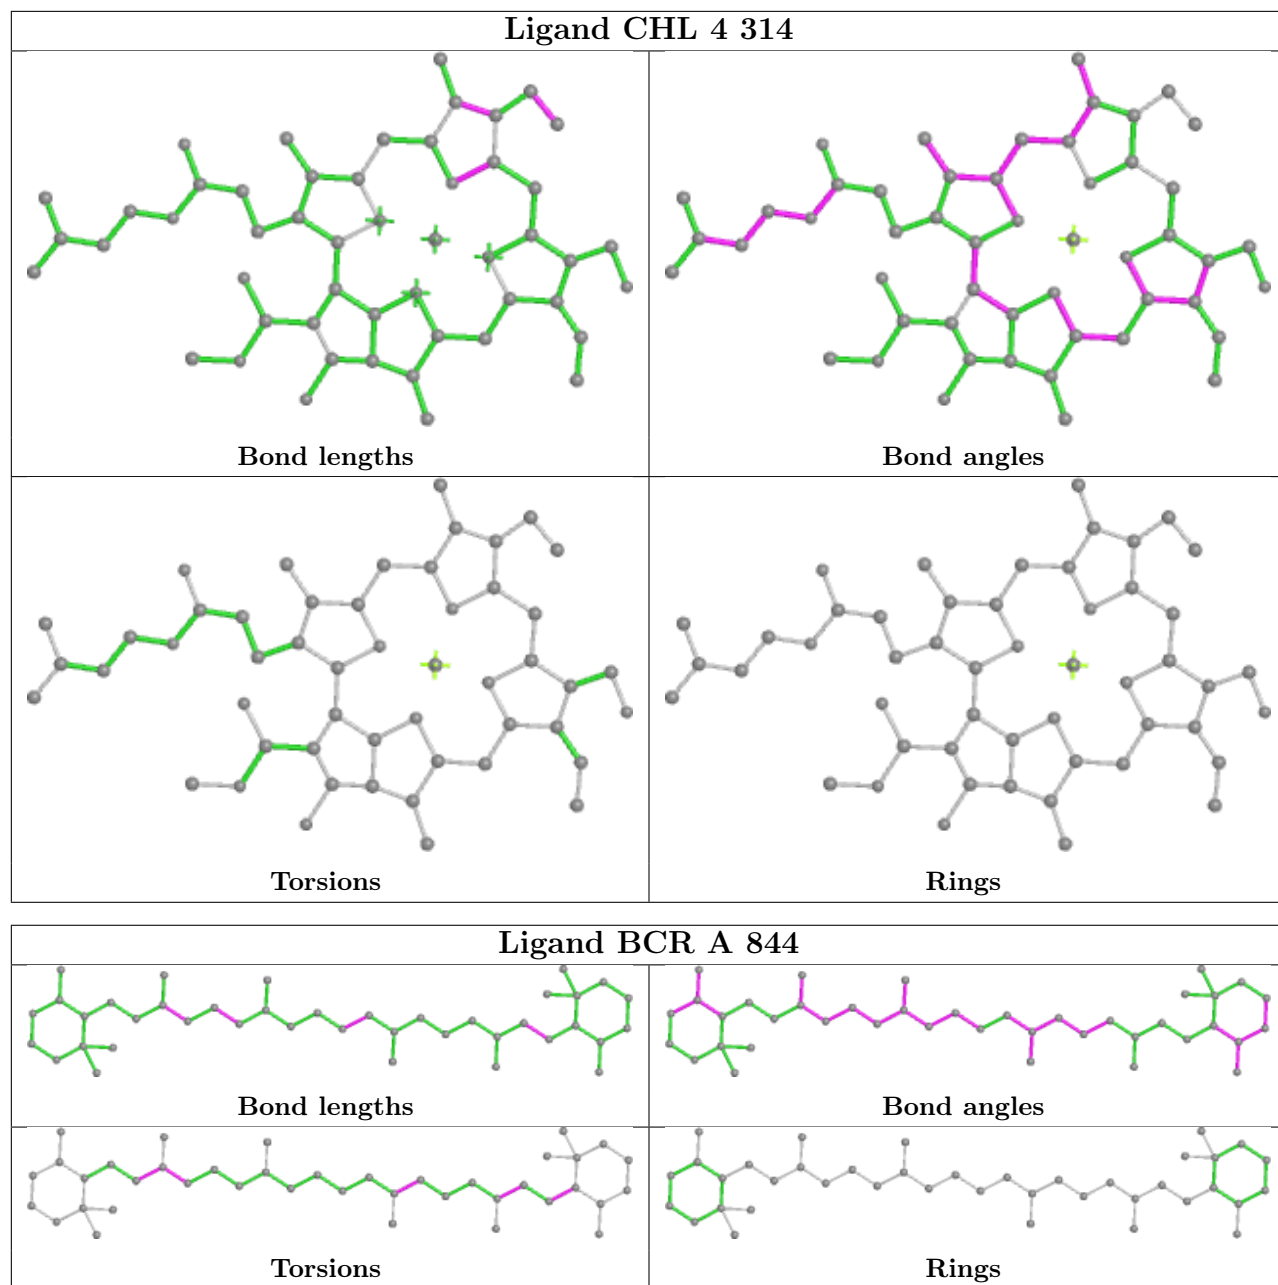 Ligand CHL 4 314
Bond lengths
Bond angles
Torsions
Rings
Ligand BCR A 844
Bond lengths
Bond angles
Torsions
Rings